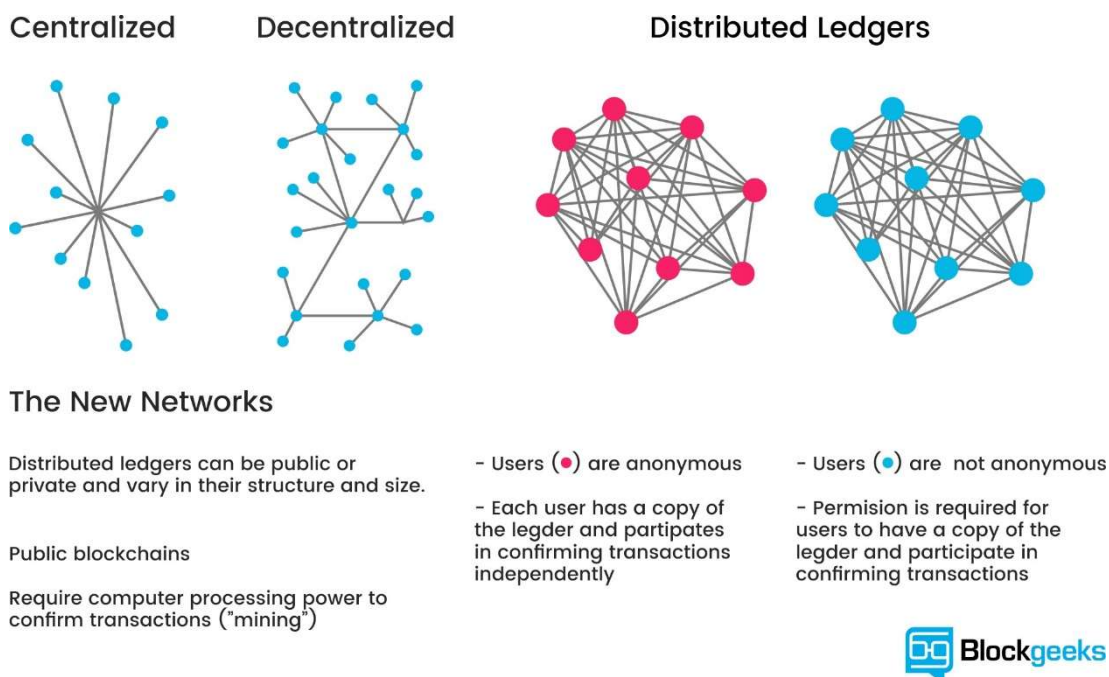 Centralized
Decentralized
Distributed Ledgers
The New Networks
Distributed ledgers can be public or
private and vary in their structure and size.
Public blockchains
Require computer processing power to
confirm transactions (”mining”)
- Users (●) are anonymous
- Each user has a copy of
the legder and partipates
in confirming transactions
independently
- Users (●) are not anonymous
- Permision is required for
users to have a copy of the
legder and participate in
confirming transactions
Blockgeeks